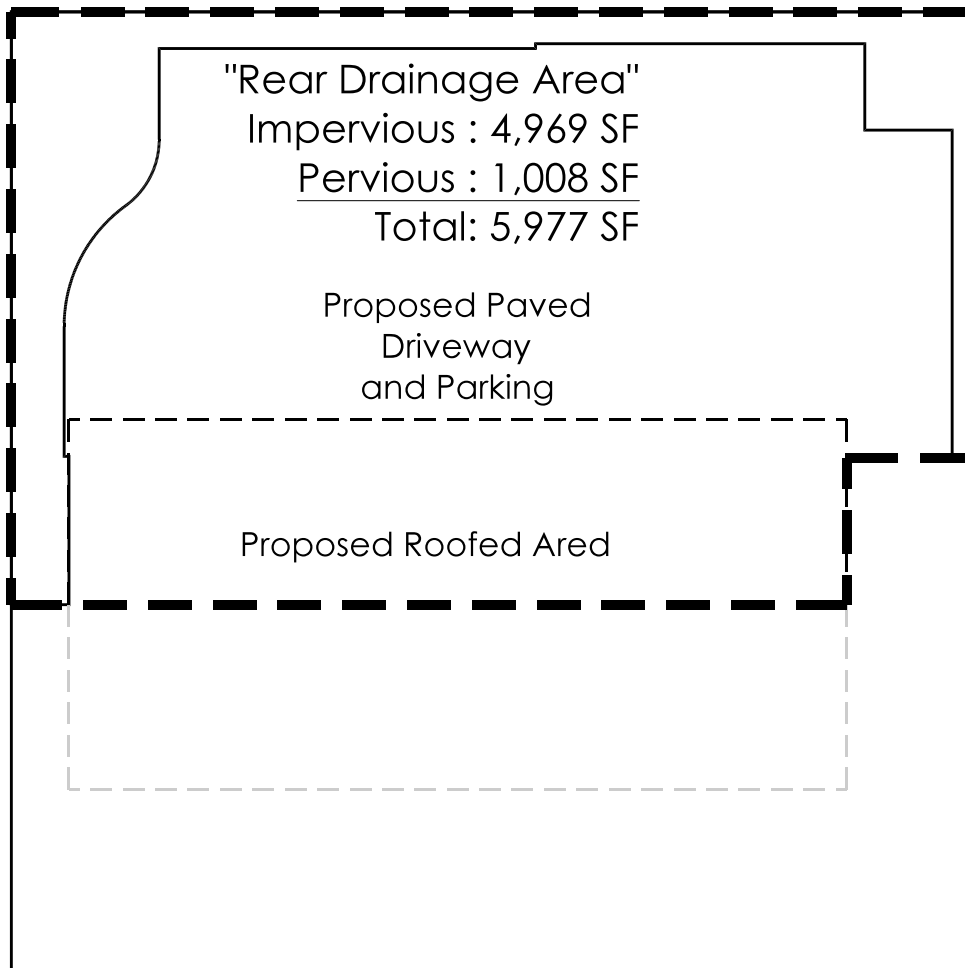 "Rear Drainage Area"
Impervious : 4,969 SF
Pervious : 1,008 SF
Total: 5,977 SF
Proposed Paved
Driveway
and Parking
Proposed Roofed Ared